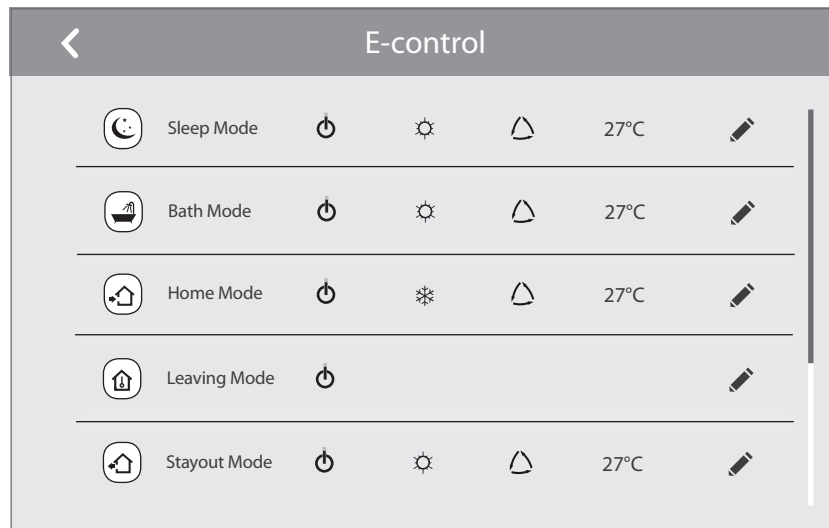 E-control
Sleep Mode 27°C
Bath Mode 27°C
Home Mode 27°C
Leaving Mode
Stayout Mode 27°C